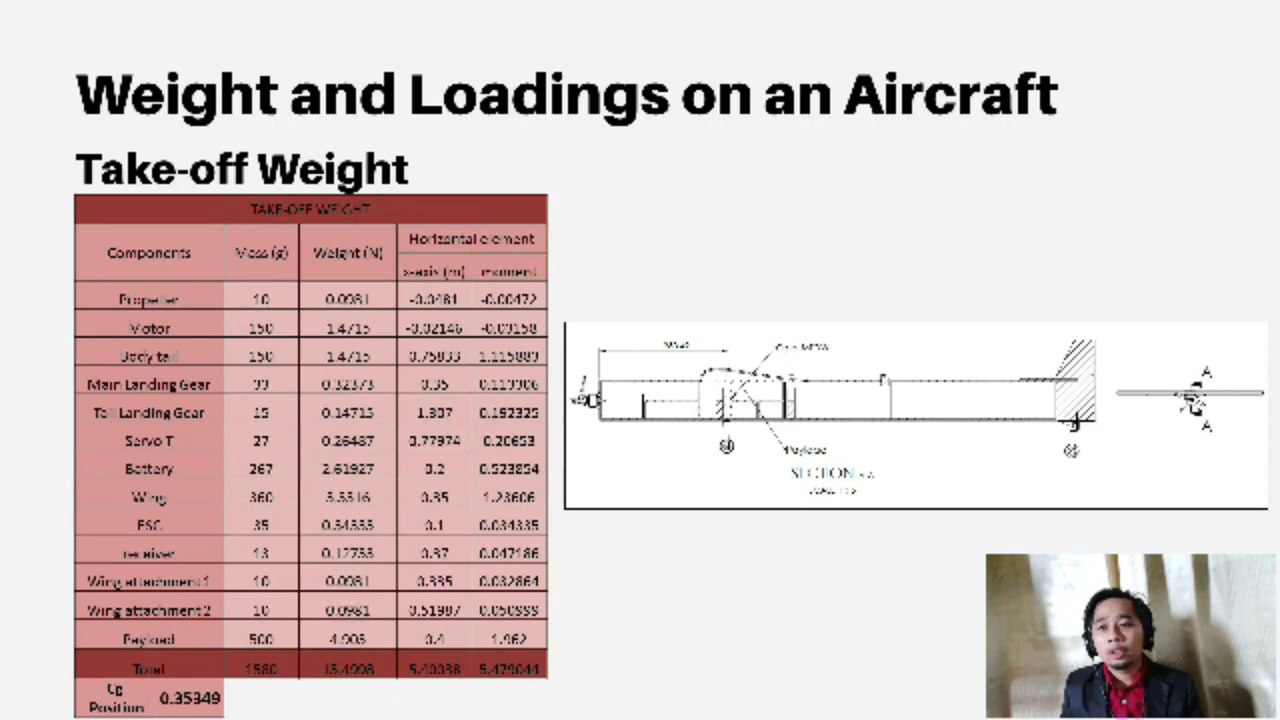 Weight and Loadings on an Aircraft
Take-off Weight
TAKE-OFF WEIGHT
Components Mass (g) Weight (N) Horizontal element
x-axis (m) moment
Propeller 10 0.0981 -0.0481 -0.00472
Motor 150 1.4715 -0.02146 -0.03158
Body tail 150 1.4715 0.75833 1.115883
Main Landing Gear 33 0.32373 0.35 0.113306
Tail Landing Gear 15 0.14715 1.307 0.192325
Servo T 27 0.26487 0.77974 0.20653
Battery 267 2.61927 0.2 0.523854
Wing 360 3.5316 0.35 1.23606
ESC 35 0.34335 0.1 0.034335
receiver 13 0.12753 0.37 0.047186
Wing attachment 1 10 0.0981 0.335 0.032864
Wing attachment 2 10 0.0981 0.51987 0.050999
Payload 500 4.905 0.4 1.962
Total 1580 15.4998 5.479044
Cg Position 0.35349
A
A
Payload
SECTION